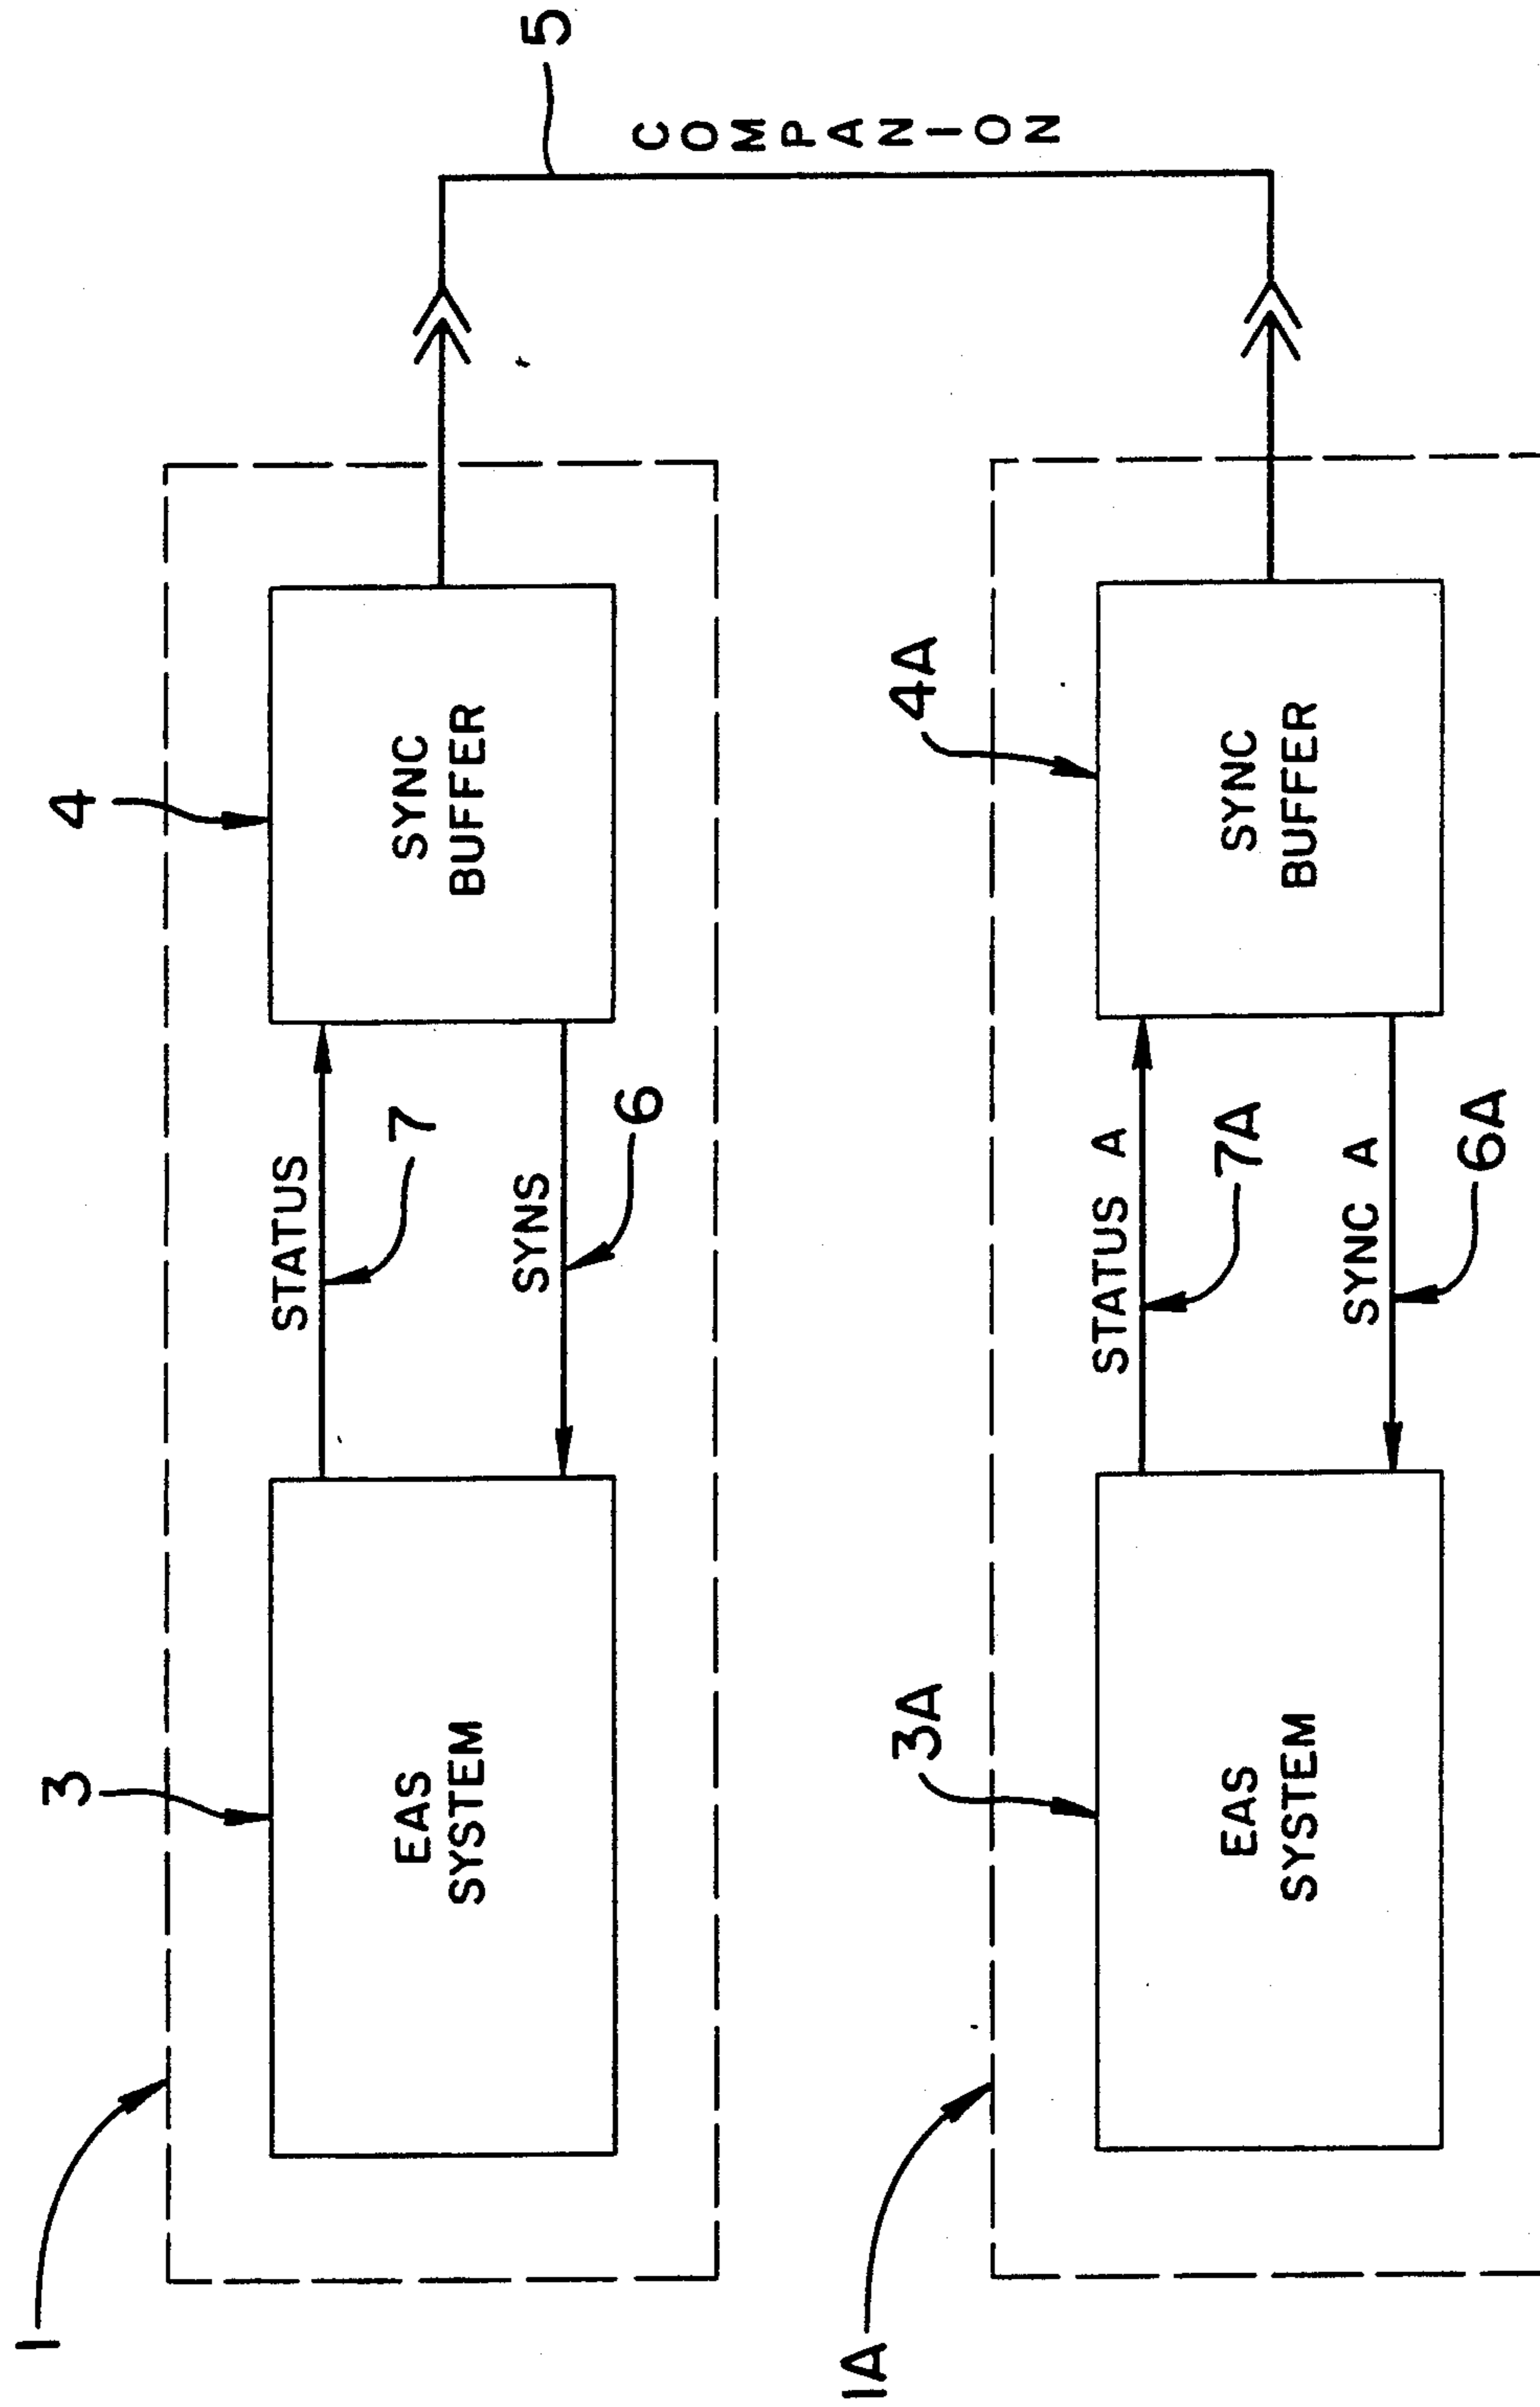 1
3
EAS
SYSTEM
STATUS
7
SYNS
6
4
SYNC
BUFFER
5
COMPANION
1A
3A
EAS
SYSTEM
STATUS A
7A
SYNC A
6A
4A
SYNC
BUFFER